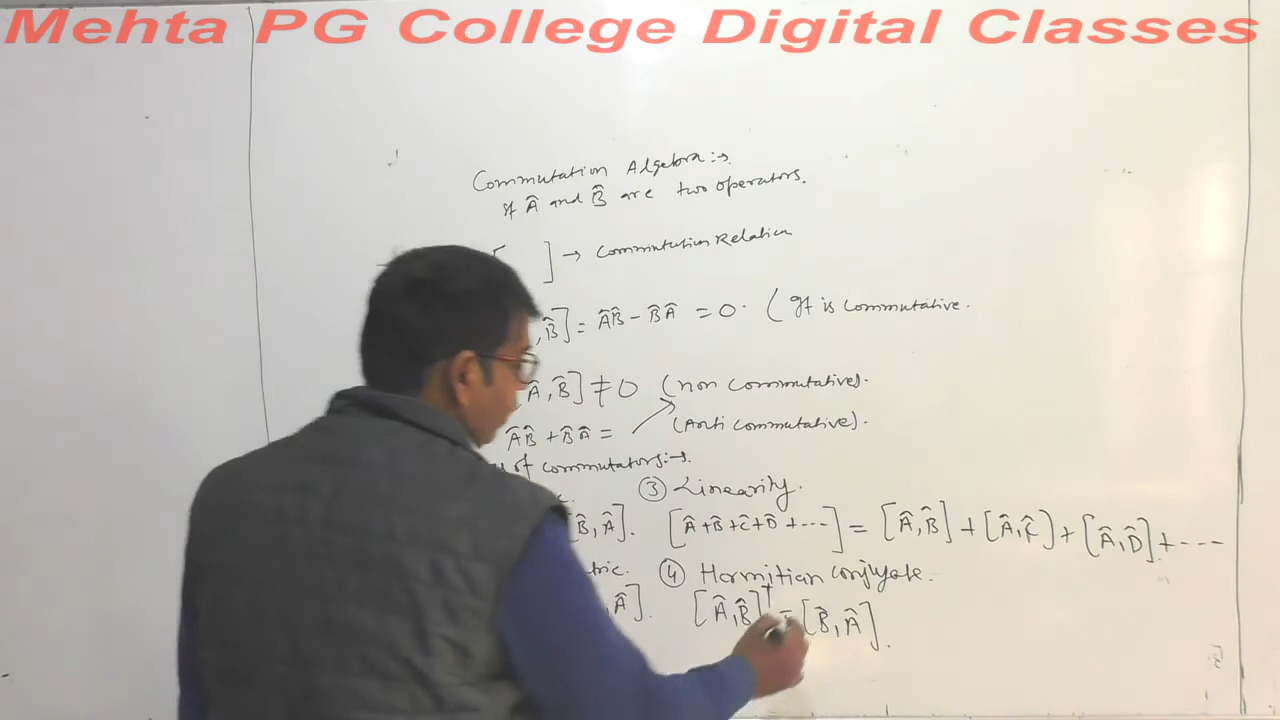 Mehta PG College Digital Classes
Commutation Algebra :→
If Â and B̂ are two operators.
[ ] → Commutation Relation
, B̂] = ÂB̂ - B̂Â = 0. (It is commutative.
Â, B̂] ≠ 0 (non commutative).
(Anti commutative).
ÂB̂ + B̂Â =
of commutators :→.
③ Linearity.
B̂, Â]. [Â+B̂+Ĉ+D̂ + ---] = [Â, B̂] + [Â, Ĉ] + [Â, D̂] + ---
tric. ④ Hermitian conjugate.
, Â]. [Â, B̂]† = [B̂, Â].